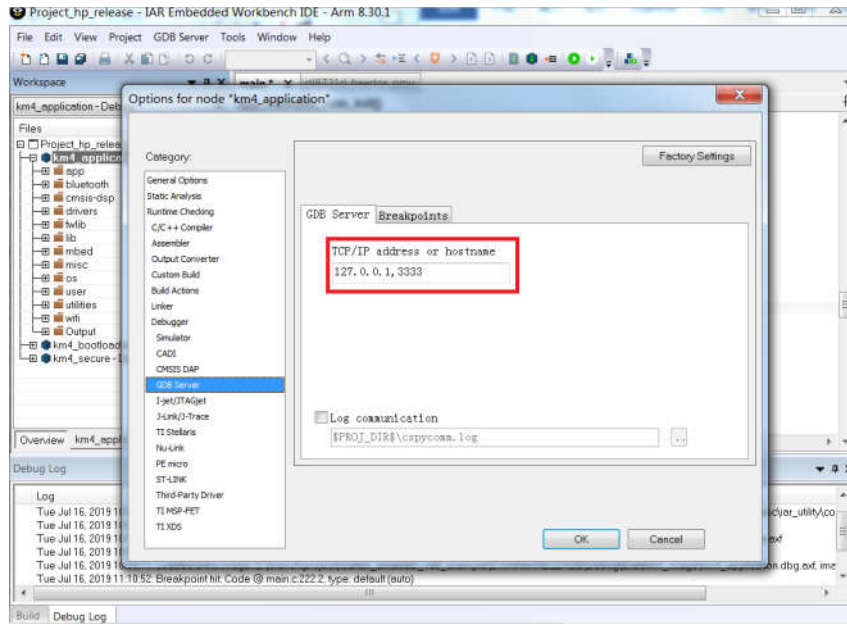 Project_hp_release - IAR Embedded Workbench IDE - Arm 8.30.1
File Edit View Project GDB Server Tools Window Help
Workspace
main *
km4_application - Deb
Options for node "km4_application"
Files
Project_hp_relea
km4_applica
app
bluetooth
cmsis-dsp
drivers
fwlib
lib
mbed
misc
os
user
utilities
wifi
Output
km4_bootload
km4_secure -
Overview km4_appl
Category:
General Options
Static Analysis
Runtime Checking
C/C++ Compiler
Assembler
Output Converter
Custom Build
Build Actions
Linker
Debugger
Simulator
CADI
CMSIS DAP
GDB Server
I-jet/JTAGjet
J-Link/J-Trace
TI Stellaris
Nu-Link
PE micro
ST-LINK
Third-Party Driver
TI MSP-FET
TI XDS
Factory Settings
GDB Server Breakpoints
TCP/IP address or hostname
127.0.0.1,3333
Log communication
$PROJ_DIR$\cspycomm.log
..
OK Cancel
Debug Log
Log
Tue Jul 16, 2019 1
Tue Jul 16, 2019 1
Tue Jul 16, 2019 1
Tue Jul 16, 2019 1
Tue Jul 16, 2019 1
Tue Jul 16, 2019 11:10:52: Breakpoint hit: Code @ main.c:222.2, type: default (auto)
Build Debug Log